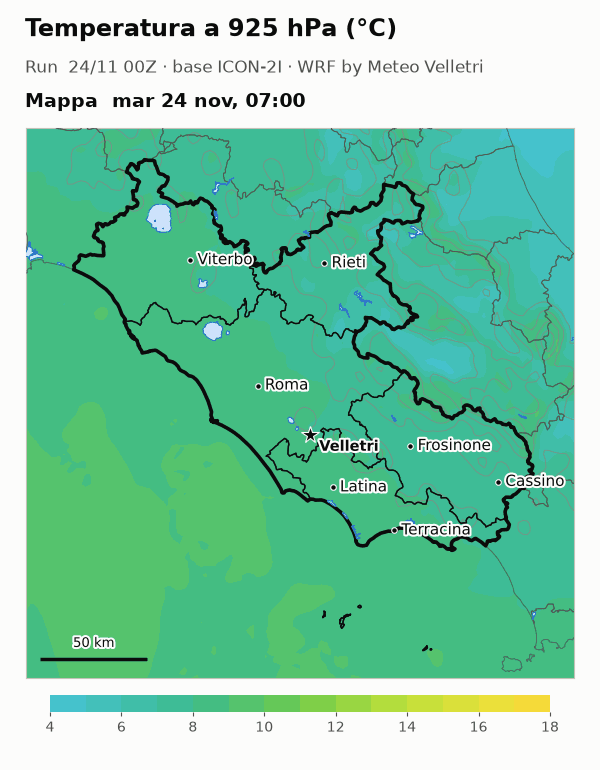 Temperatura a 925 hPa (°C)
Run  24/11 00Z · base ICON-2I · WRF by Meteo Velletri
Mappa  mar 24 nov, 07:00
Viterbo
Rieti
Roma
Velletri
Frosinone
Latina
Cassino
Terracina
50 km
4 6 8 10 12 14 16 18